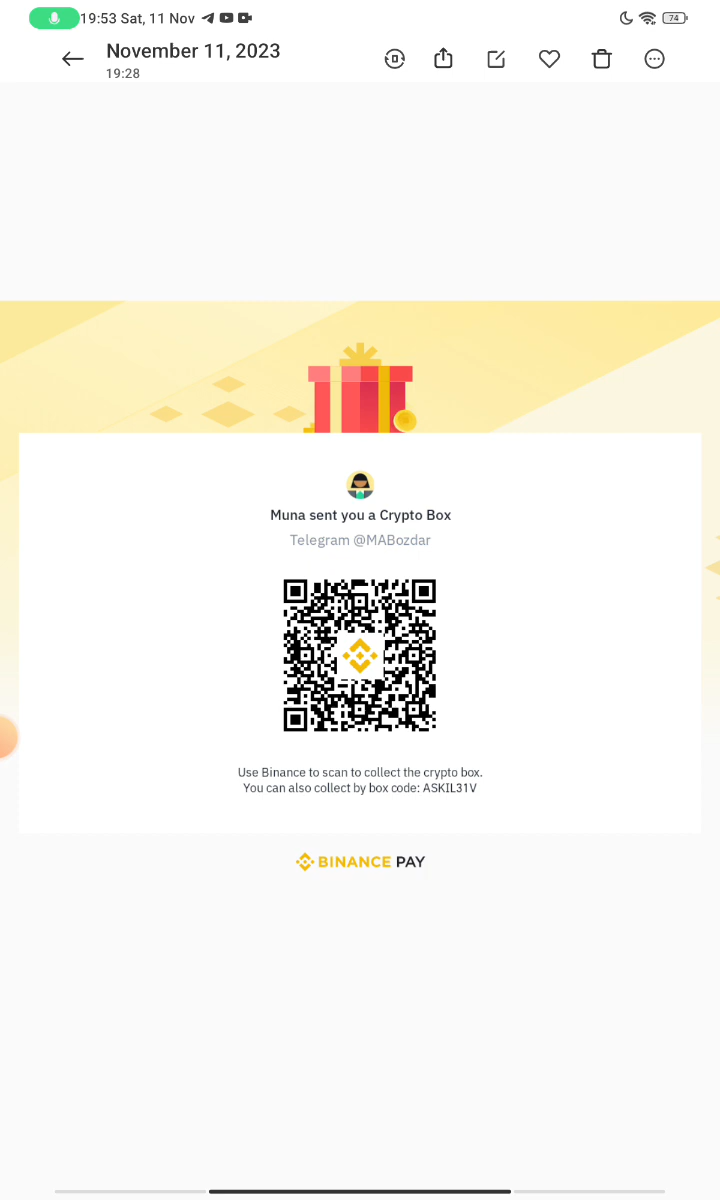 19:53 Sat, 11 Nov
74
November 11, 2023
19:28
Muna sent you a Crypto Box
Telegram @MABozdar
Use Binance to scan to collect the crypto box.
You can also collect by box code: ASKIL31V
BINANCE PAY